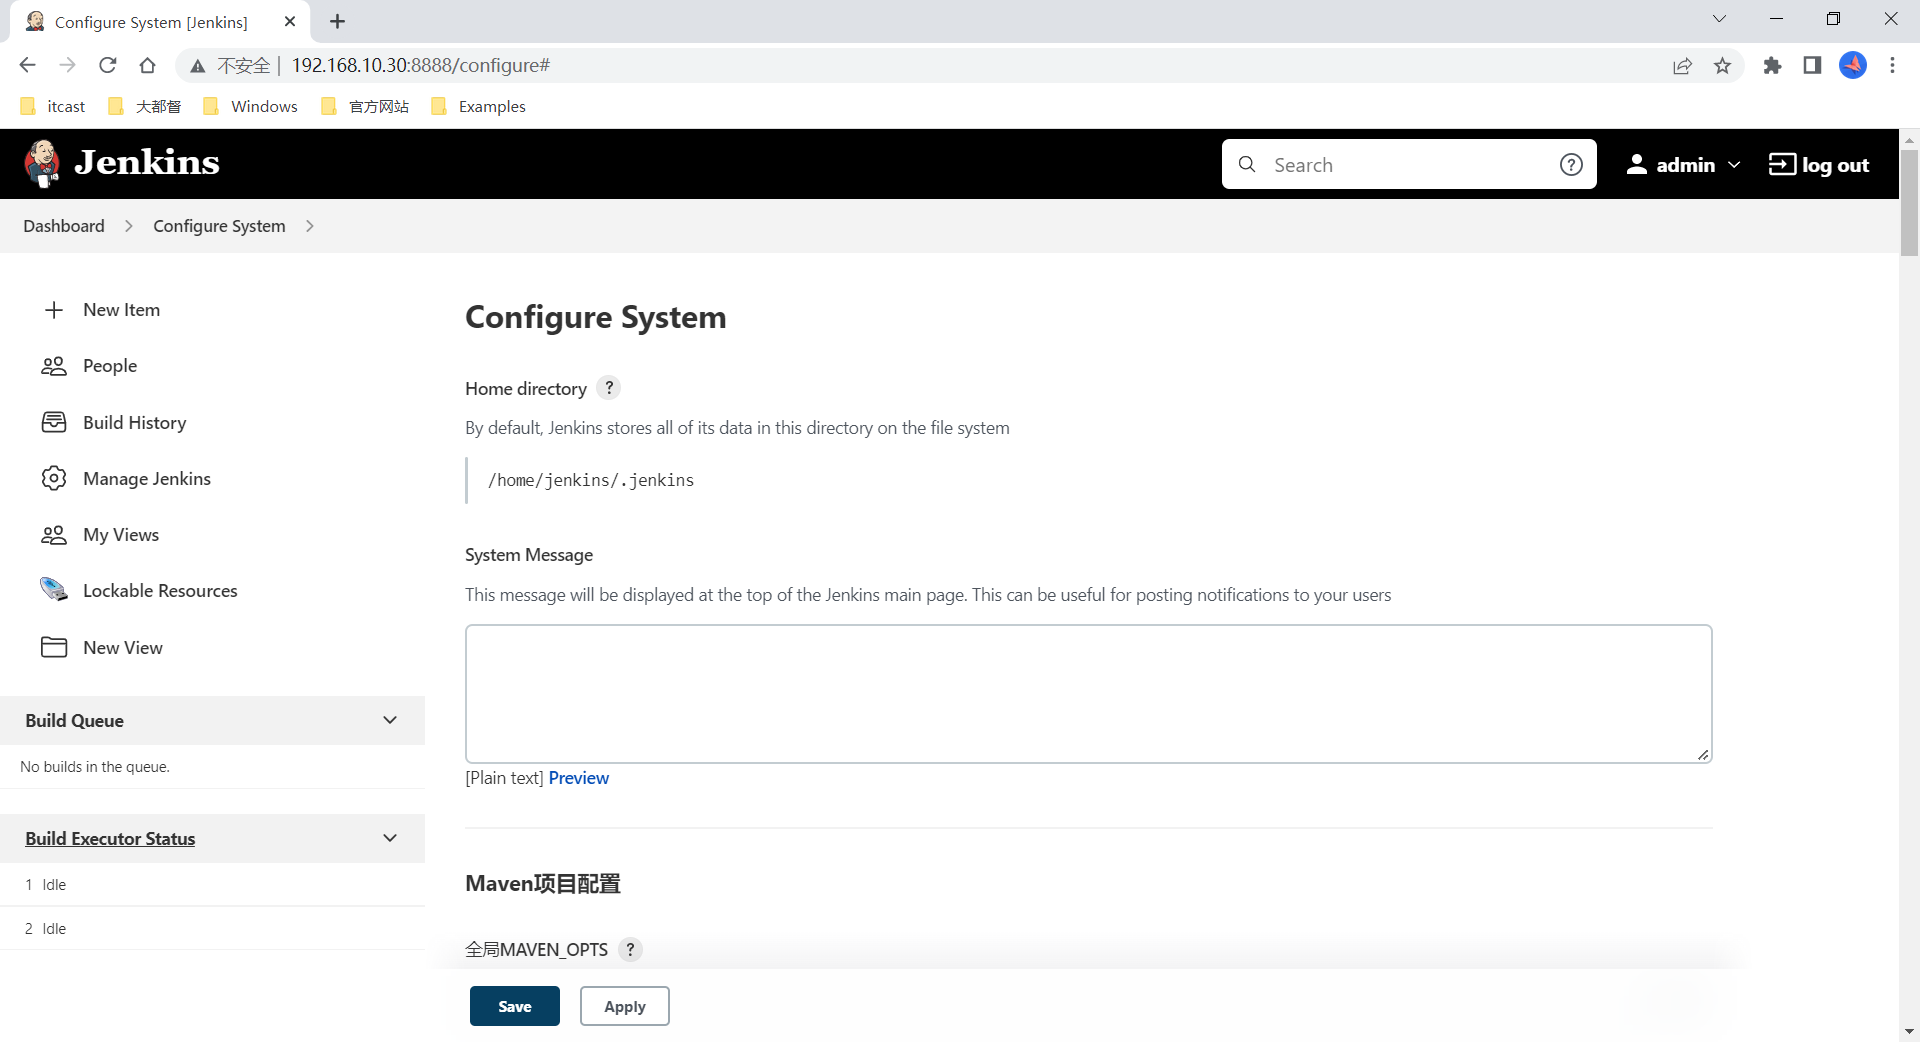 Configure System [Jenkins]
不安全 | 192.168.10.30:8888/configure#
itcast 大都督 Windows 官方网站 Examples
Jenkins
Search
admin
log out
Dashboard
Configure System
New Item
People
Build History
Manage Jenkins
My Views
Lockable Resources
New View
Build Queue
No builds in the queue.
Build Executor Status
1 Idle
2 Idle
Configure System
Home directory ?
By default, Jenkins stores all of its data in this directory on the file system
/home/jenkins/.jenkins
System Message
This message will be displayed at the top of the Jenkins main page. This can be useful for posting notifications to your users
[Plain text] Preview
Maven项目配置
全局MAVEN_OPTS ?
Save Apply